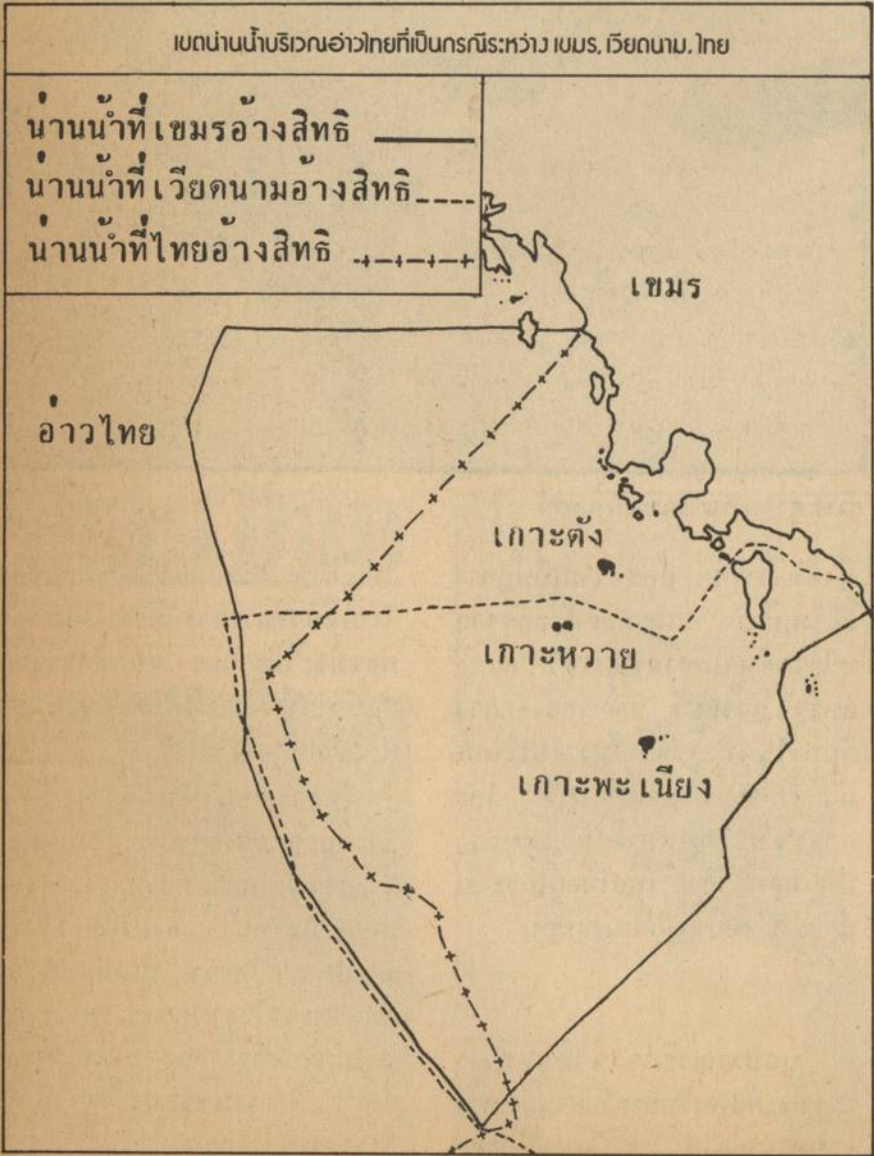 เขตน่านน้ำบริเวณอ่าวไทยที่เป็นกรณีระหว่าง เขมร, เวียดนาม, ไทย
น่านน้ำที่เขมรอ้างสิทธิ
น่านน้ำที่เวียดนามอ้างสิทธิ
น่านน้ำที่ไทยอ้างสิทธิ
เขมร
อ่าวไทย
เกาะตัง
เกาะหวาย
เกาะพะเนียง